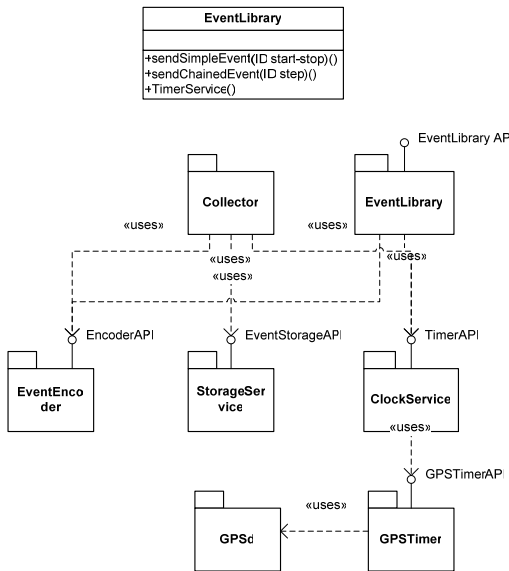 EventLibrary
+sendSimpleEvent(ID start-stop)()
+sendChainedEvent(ID step)()
+TimerService()
EventLibrary AP
Collector
EventLibrary
«uses»
«uses»
«uses»
«uses»
«uses»
EncoderAPI
EventStorageAPI
TimerAPI
EventEnco
der
StorageSer
vice
ClockService
«uses»
GPSTimerAPI
«uses»
GPSd
GPSTimer